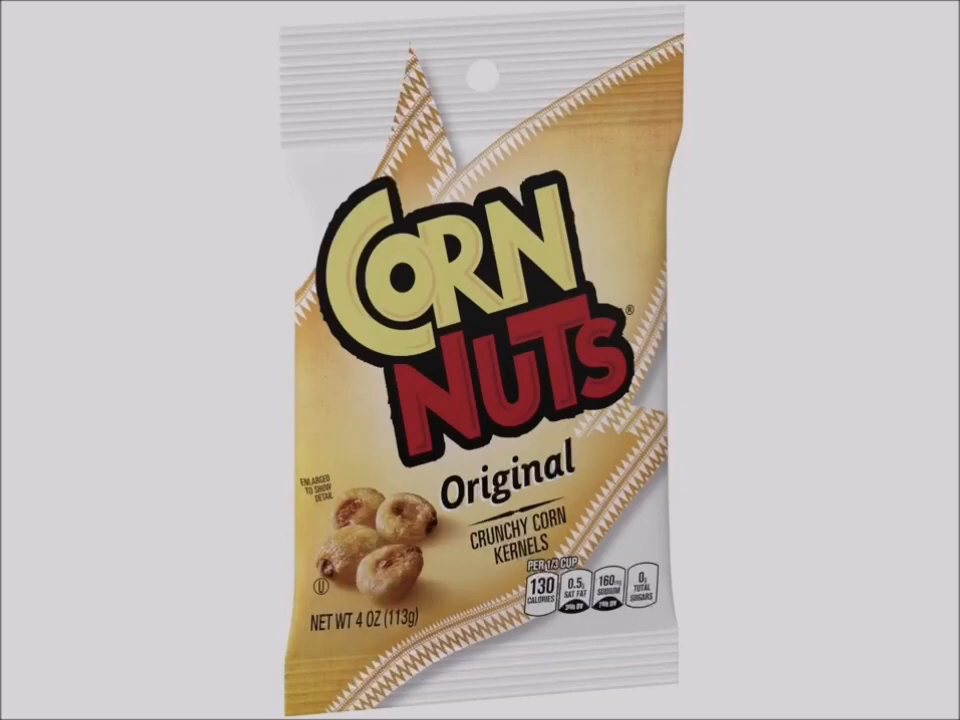 CORN
NUTS®
Original
CRUNCHY CORN
KERNELS
ENLARGED
TO SHOW
DETAIL
U
PER 1/3 CUP
130
CALORIES
0.5g
SAT FAT
160mg
SODIUM
0g
TOTAL
SUGARS
NET WT 4 OZ (113g)